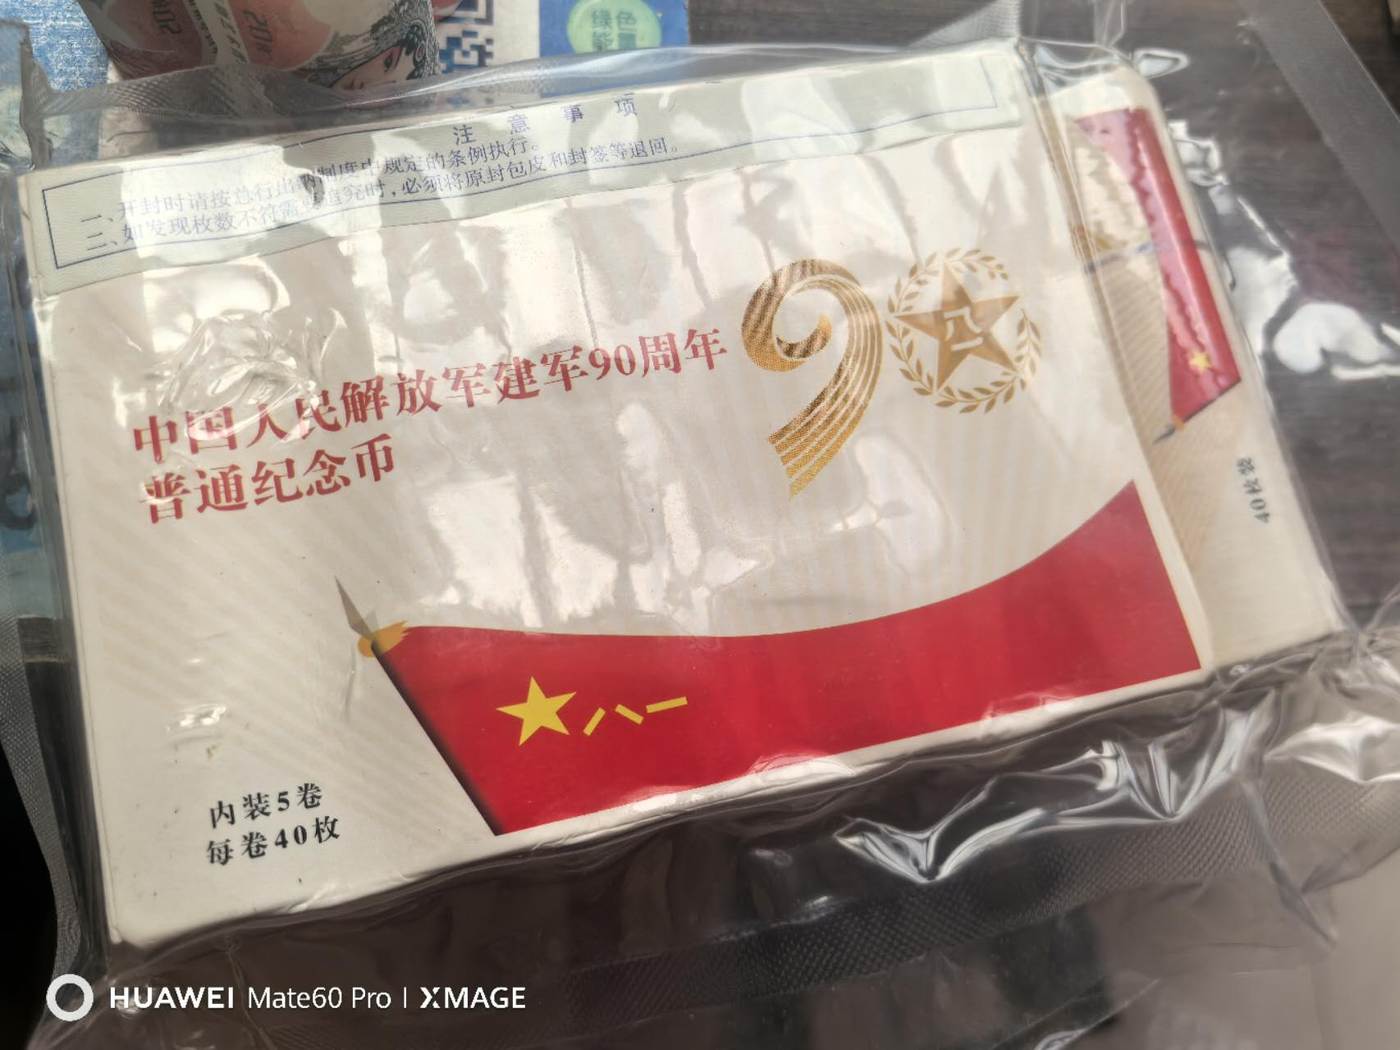 绿色
注意事项
一、开封时请按总行出纳制度中规定的条例执行。
二、如发现枚数不符需要追究时，必须将原封包皮和封签等退回。
中国人民解放军建军90周年
普通纪念币
90
八一
八一
内装5卷
每卷40枚
40枚装
HUAWEI Mate60 Pro | XMAGE